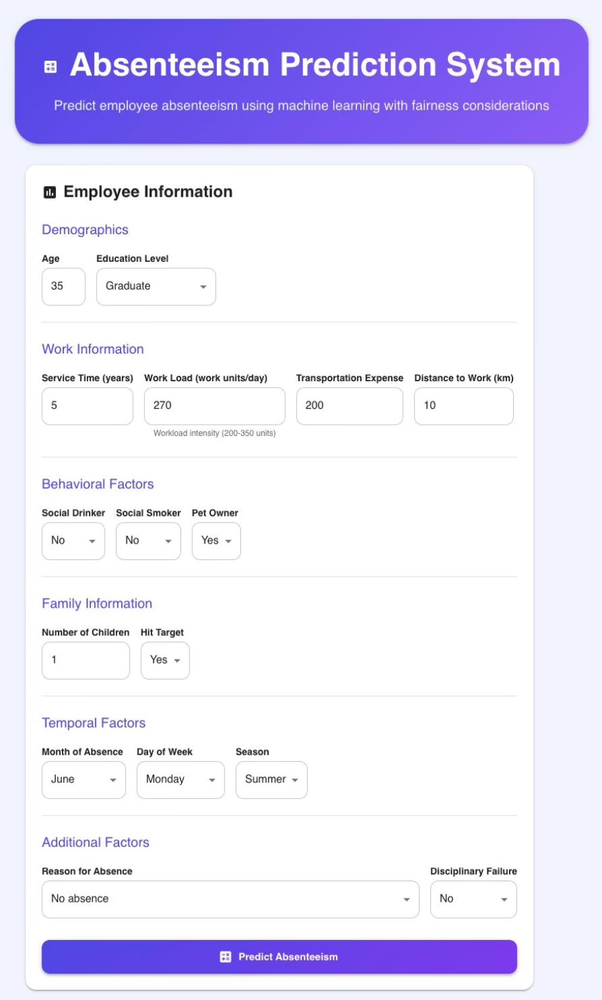 Absenteeism Prediction System
Predict employee absenteeism using machine learning with fairness considerations
Employee Information
Demographics
Age Education Level
35 Graduate
Work Information
Service Time (years) Work Load (work units/day) Transportation Expense Distance to Work (km)
5 270 200 10
Workload intensity (200-350 units)
Behavioral Factors
Social Drinker Social Smoker Pet Owner
No No Yes
Family Information
Number of Children Hit Target
1 Yes
Temporal Factors
Month of Absence Day of Week Season
June Monday Summer
Additional Factors
Reason for Absence Disciplinary Failure
No absence No
Predict Absenteeism